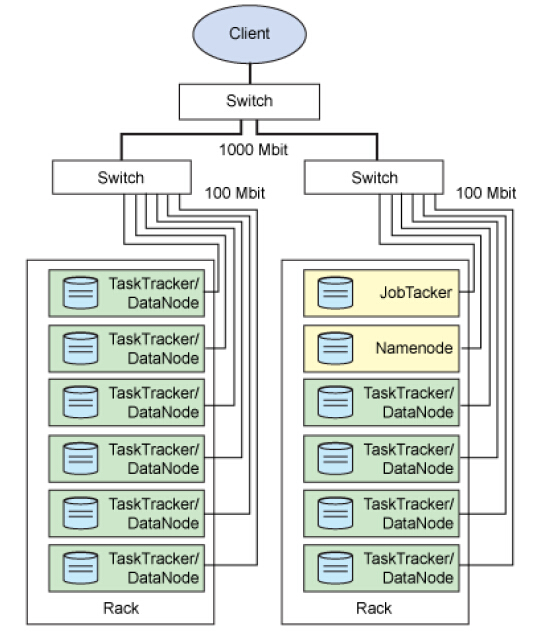 Client
Switch
1000 Mbit
Switch
100 Mbit
Switch
100 Mbit
TaskTracker/
DataNode
TaskTracker/
DataNode
TaskTracker/
DataNode
TaskTracker/
DataNode
TaskTracker/
DataNode
TaskTracker/
DataNode
Rack
JobTacker
Namenode
TaskTracker/
DataNode
TaskTracker/
DataNode
TaskTracker/
DataNode
TaskTracker/
DataNode
Rack